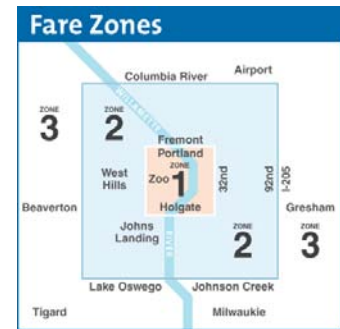 Fare Zones
Columbia River
Airport
WILLAMETTE
ZONE
3
ZONE
2
Fremont
Portland
ZONE
1
West
Hills
Zoo
32nd
92nd
I-205
Beaverton
Holgate
Gresham
Johns
Landing
ZONE
2
ZONE
3
RIVER
Lake Oswego
Johnson Creek
Tigard
Milwaukie